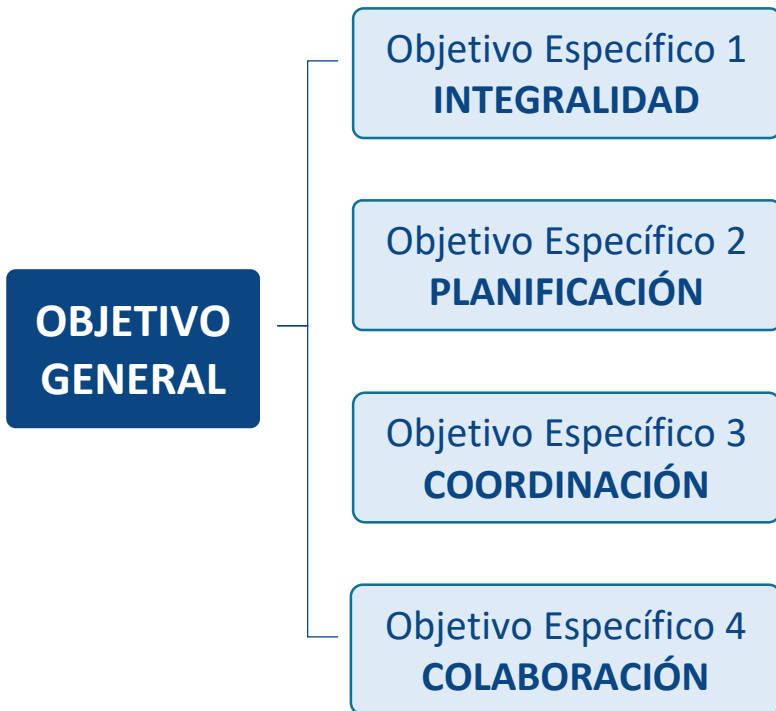 Objetivo Específico 1
INTEGRALIDAD
Objetivo Específico 2
PLANIFICACIÓN
OBJETIVO
GENERAL
Objetivo Específico 3
COORDINACIÓN
Objetivo Específico 4
COLABORACIÓN